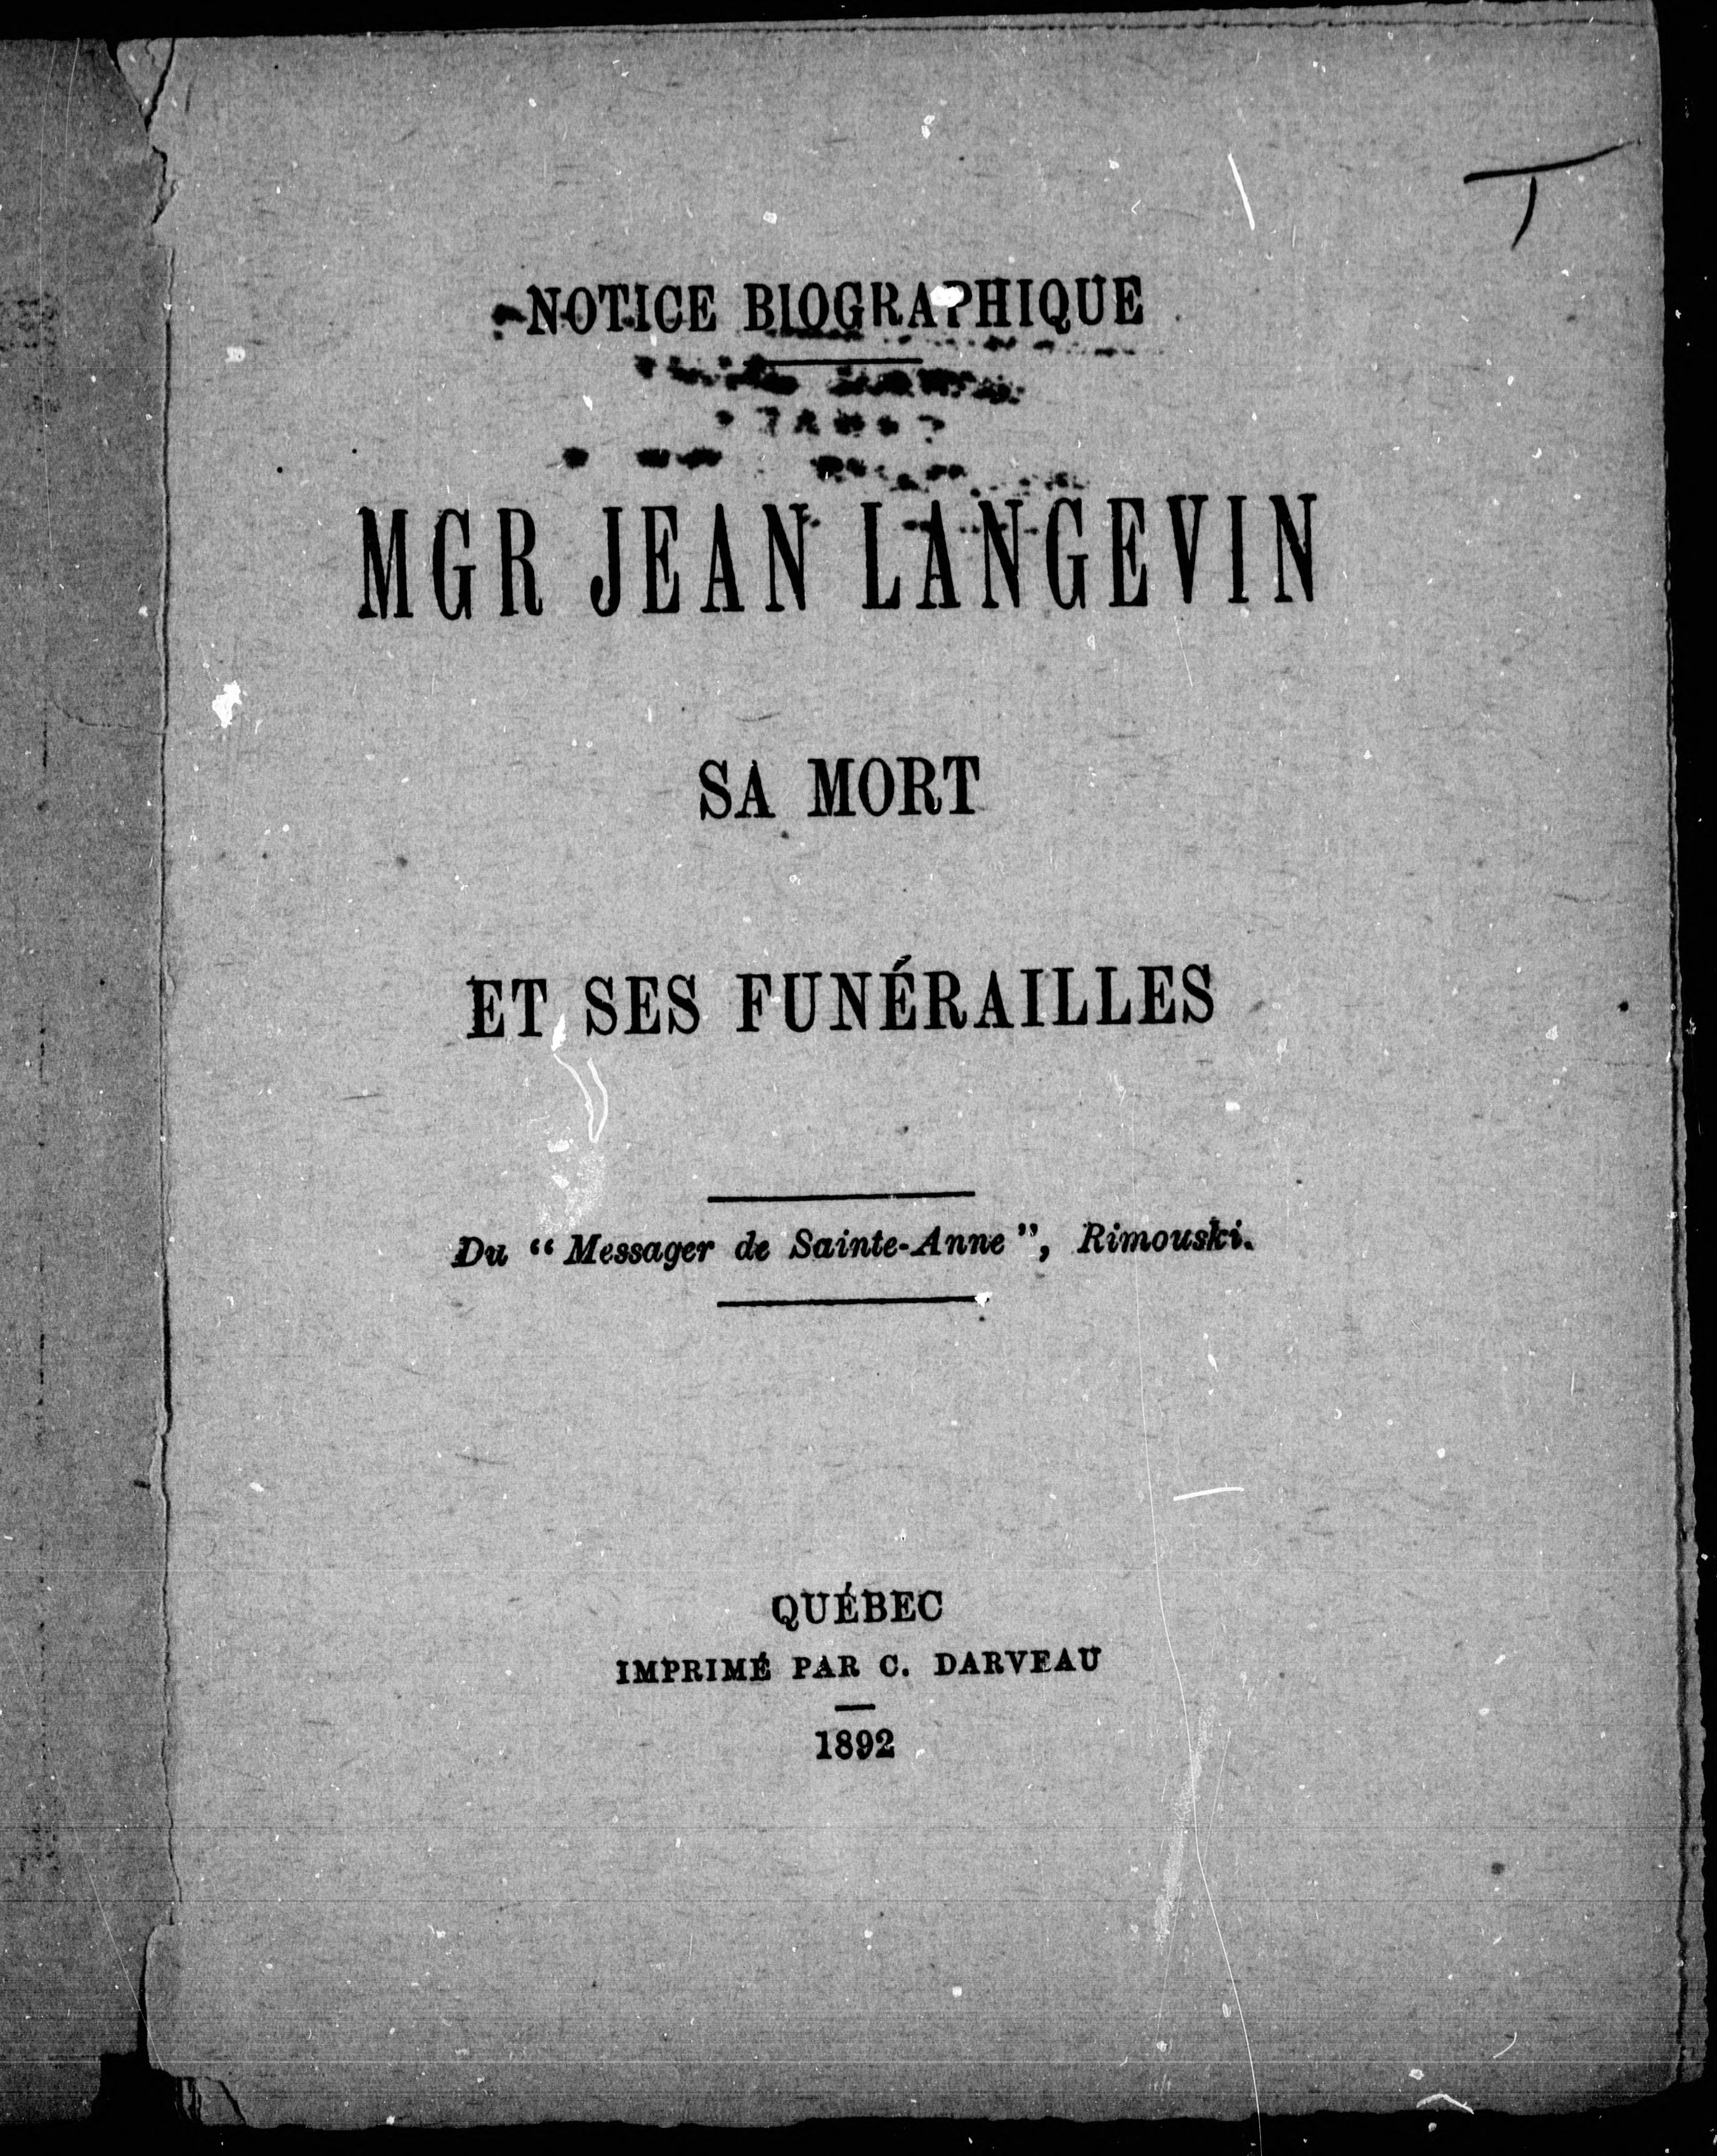 NOTICE BIOGRAPHIQUE
MGR JEAN LANGEVIN
SA MORT
ET SES FUNÉRAILLES
Du “ Messager de Sainte-Anne ”, Rimouski.
QUÉBEC
IMPRIMÉ PAR C. DARVEAU
1892